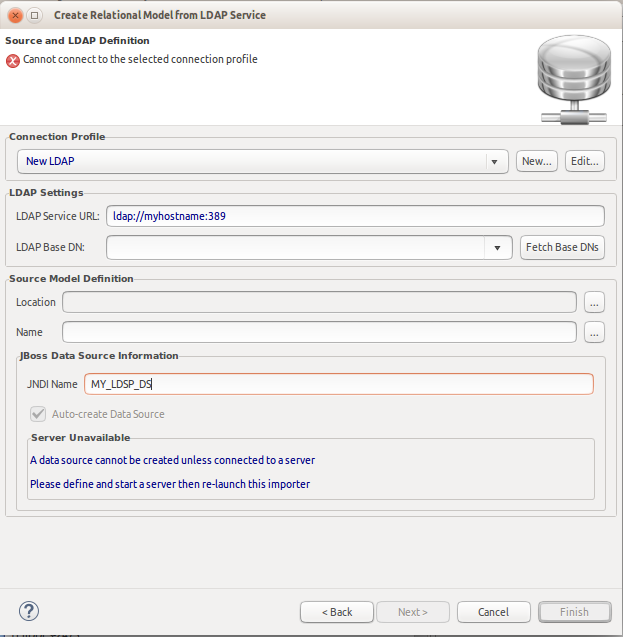 Create Relational Model from LDAP Service
Source and LDAP Definition
Cannot connect to the selected connection profile
Connection Profile
New LDAP
New...
Edit...
LDAP Settings
LDAP Service URL: ldap://myhostname:389
LDAP Base DN:
Fetch Base DNs
Source Model Definition
Location
...
Name
...
JBoss Data Source Information
JNDI Name MY_LDSP_DS
Auto-create Data Source
Server Unavailable
A data source cannot be created unless connected to a server
Please define and start a server then re-launch this importer
?
< Back
Next >
Cancel
Finish